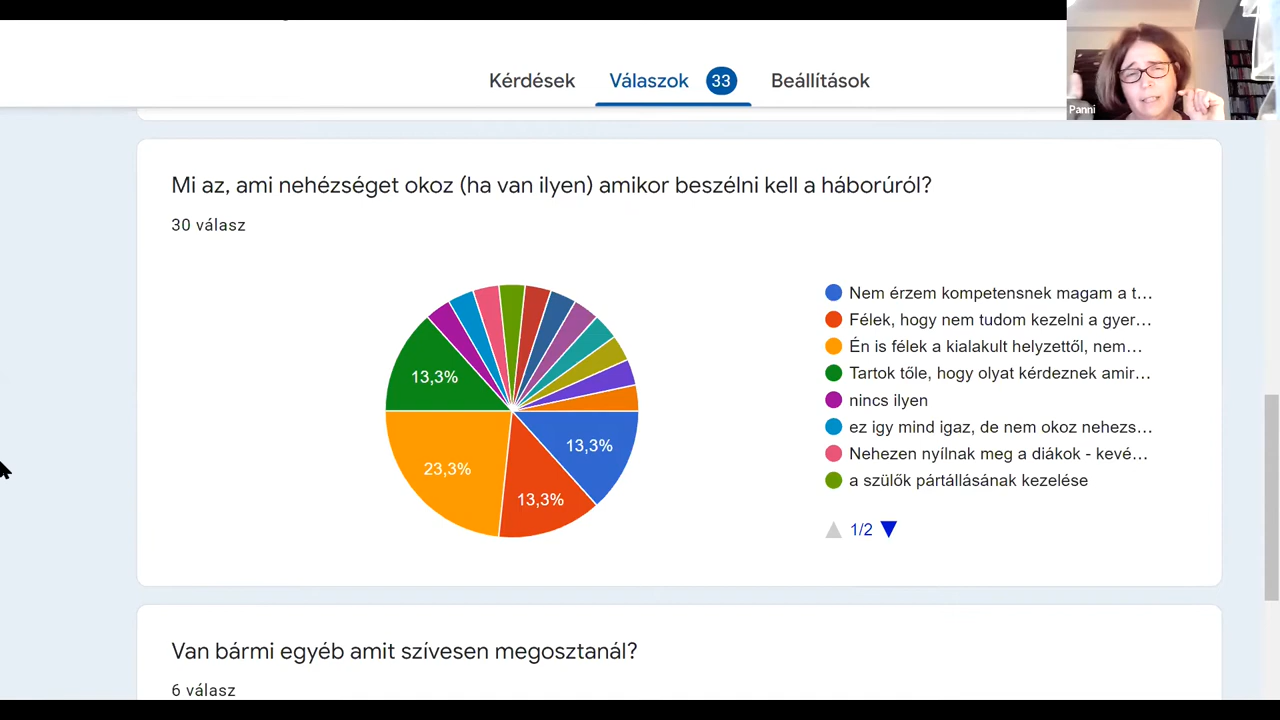 Kérdések Válaszok 33 Beállítások
Panni
Mi az, ami nehézséget okoz (ha van ilyen) amikor beszélni kell a háborúról?
30 válasz
13,3%
13,3%
23,3%
13,3%
Nem érzem kompetensnek magam a t...
Félek, hogy nem tudom kezelni a gyer...
Én is félek a kialakult helyzettől, nem...
Tartok tőle, hogy olyat kérdeznek amir...
nincs ilyen
ez igy mind igaz, de nem okoz nehezs...
Nehezen nyílnak meg a diákok - kevé...
a szülők pártállásának kezelése
1/2
Van bármi egyéb amit szívesen megosztanál?
6 válasz